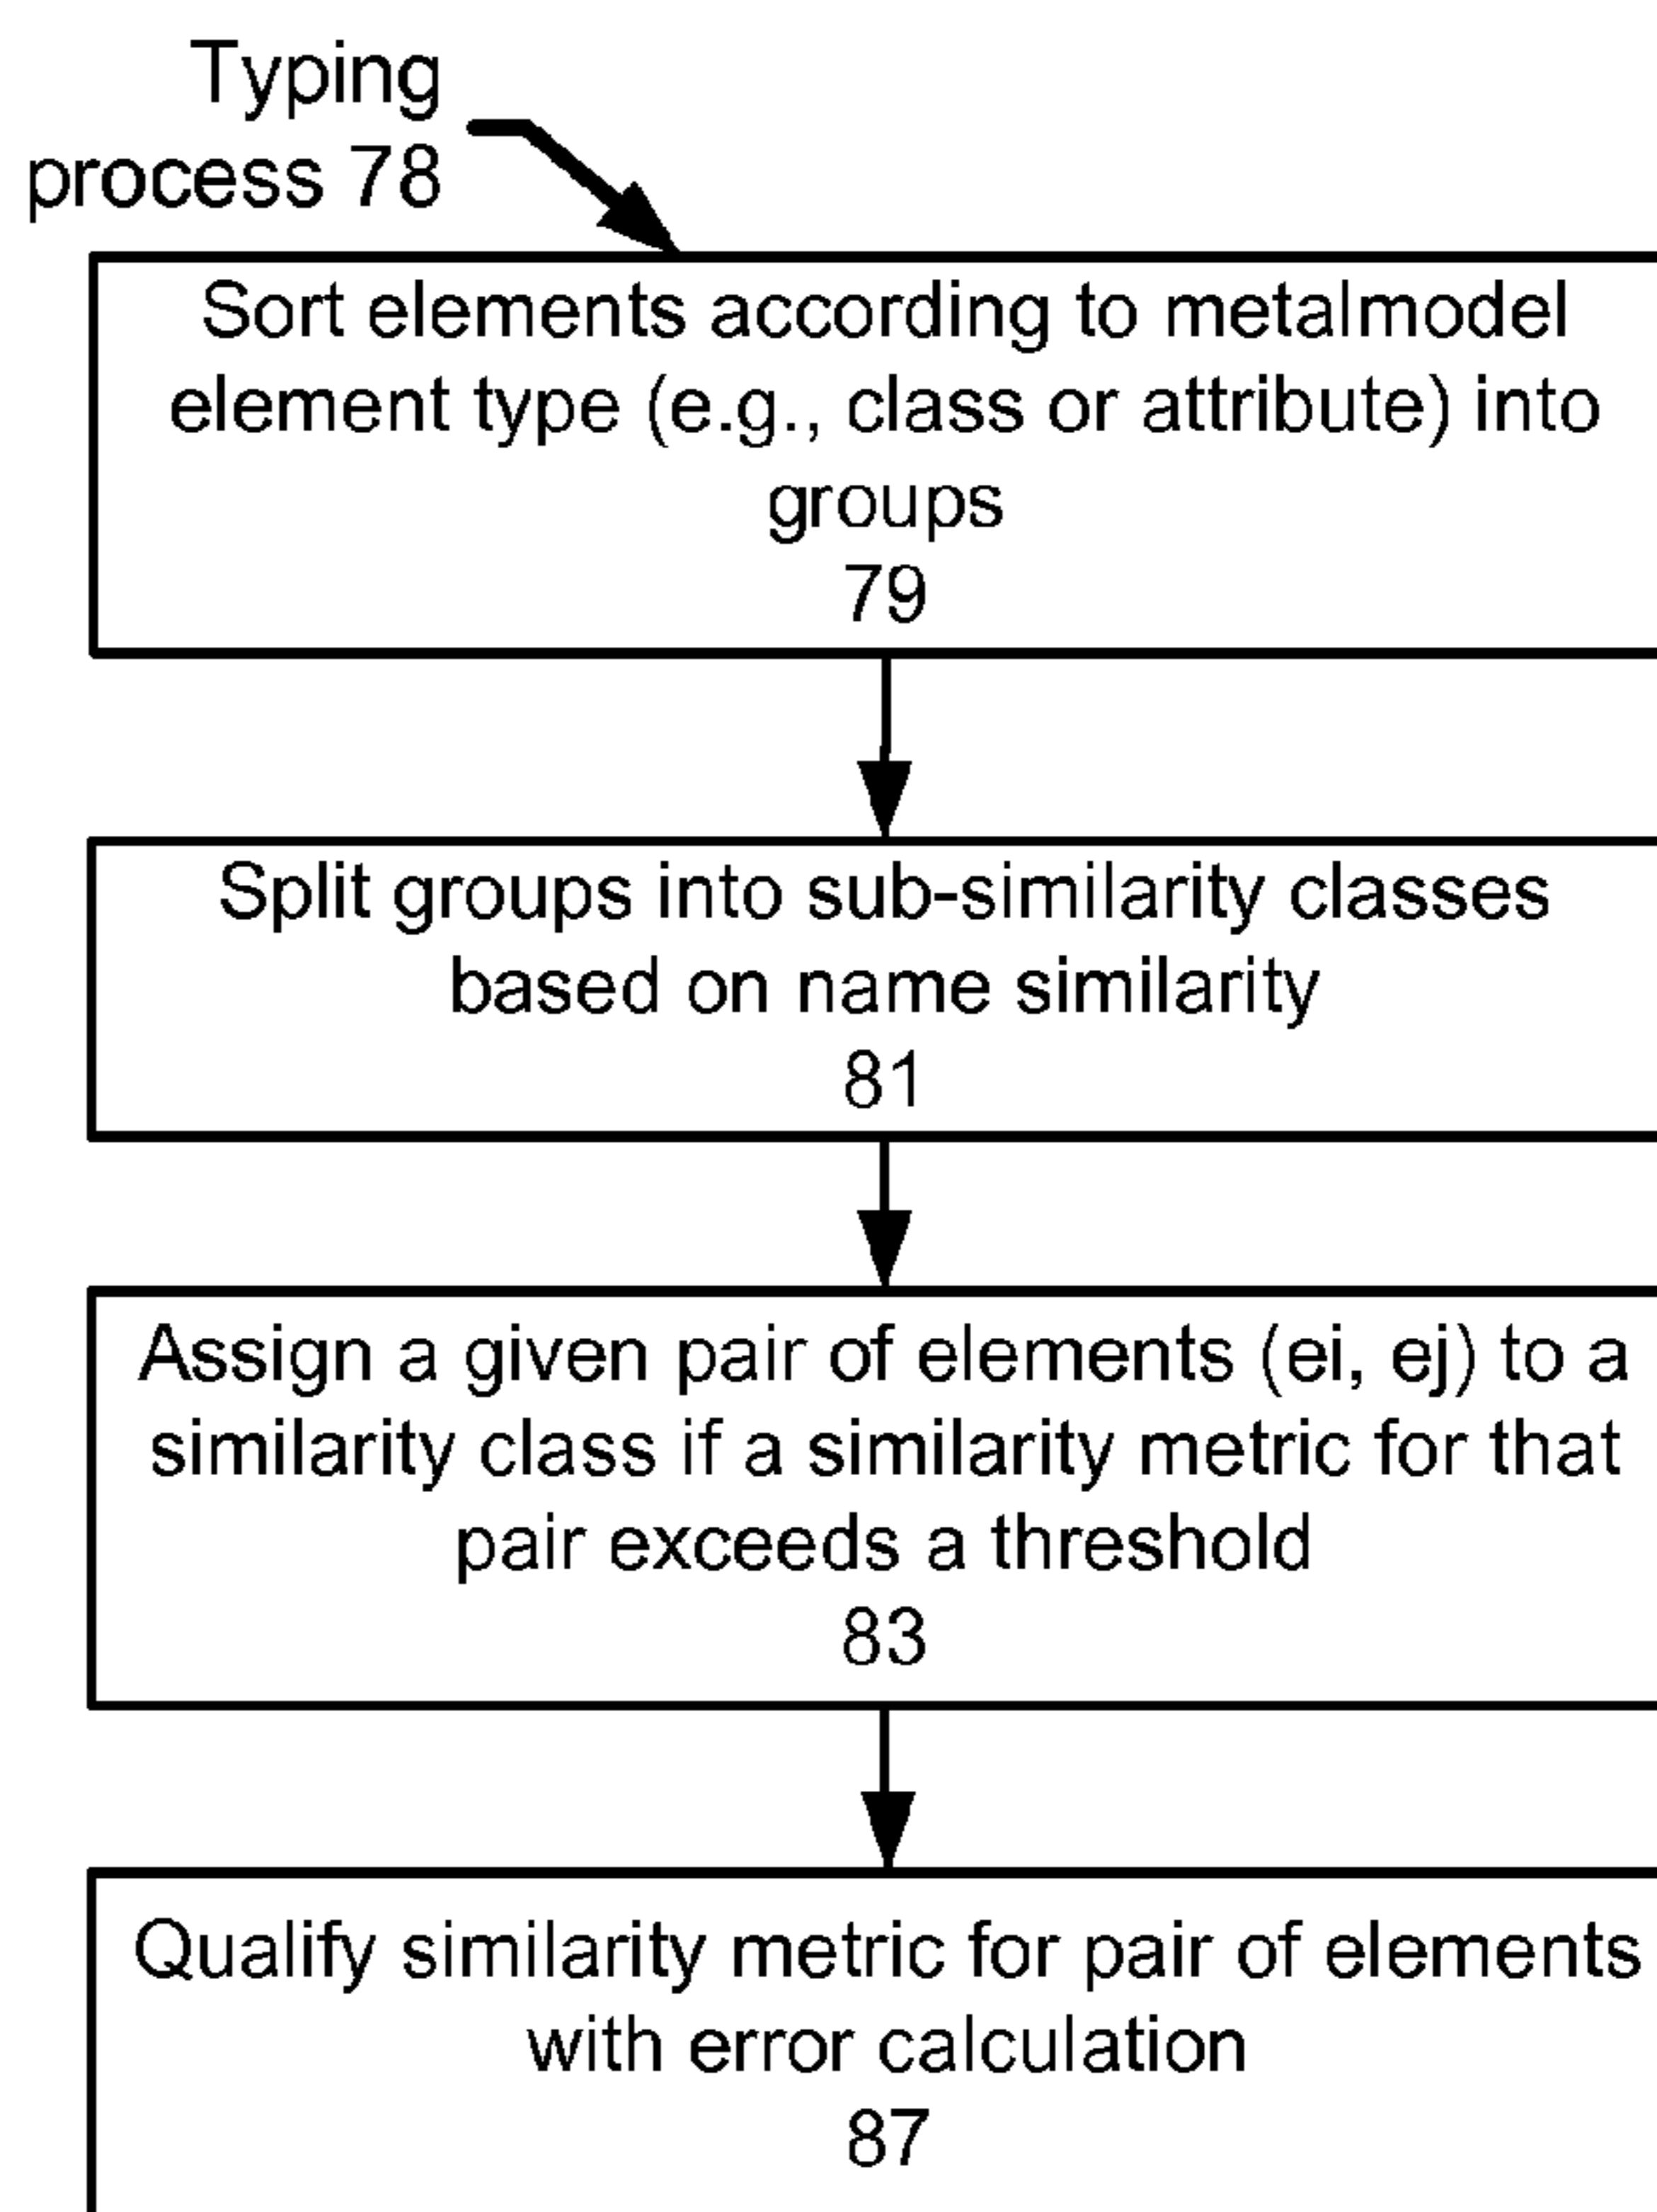 Typing
process 78
Sort elements according to metalmodel
element type (e.g., class or attribute) into
groups
79
Split groups into sub-similarity classes
based on name similarity
81
Assign a given pair of elements (ei, ej) to a
similarity class if a similarity metric for that
pair exceeds a threshold
83
Qualify similarity metric for pair of elements
with error calculation
87